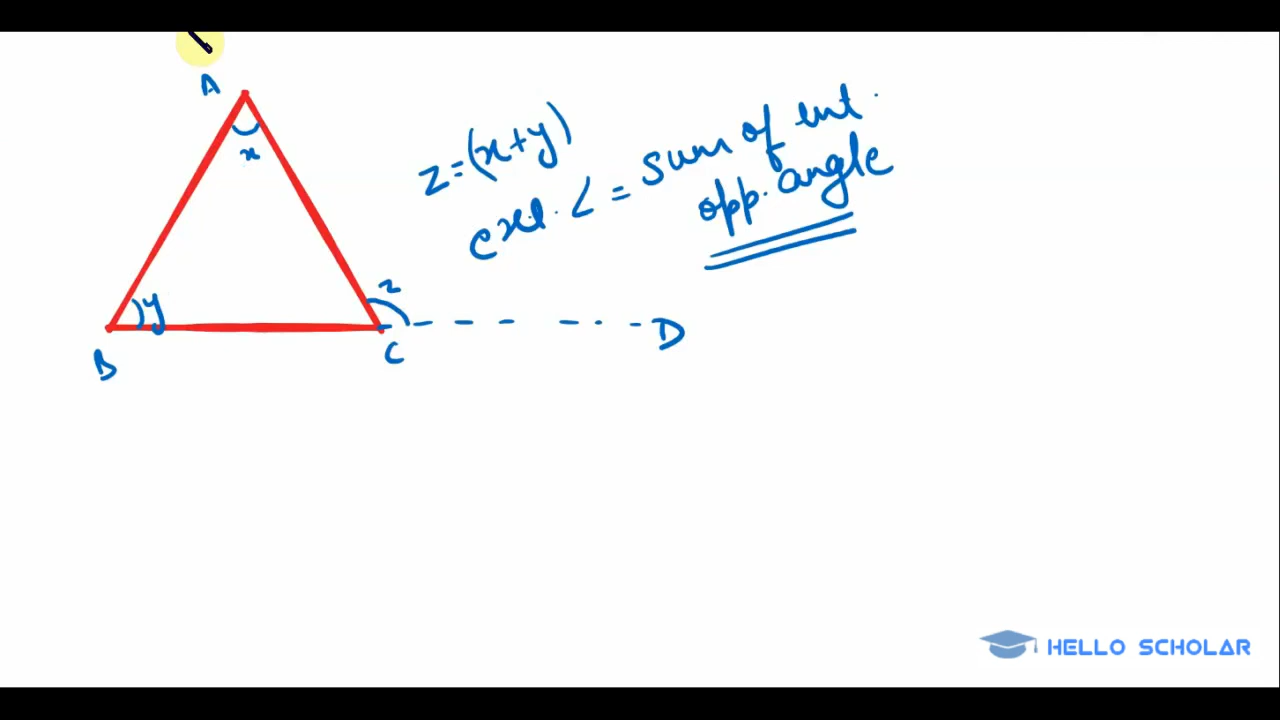 A
x
y
B
z
C
D
z=(x+y)
ext. ∠ = sum of int.
opp. angle
HELLO SCHOLAR